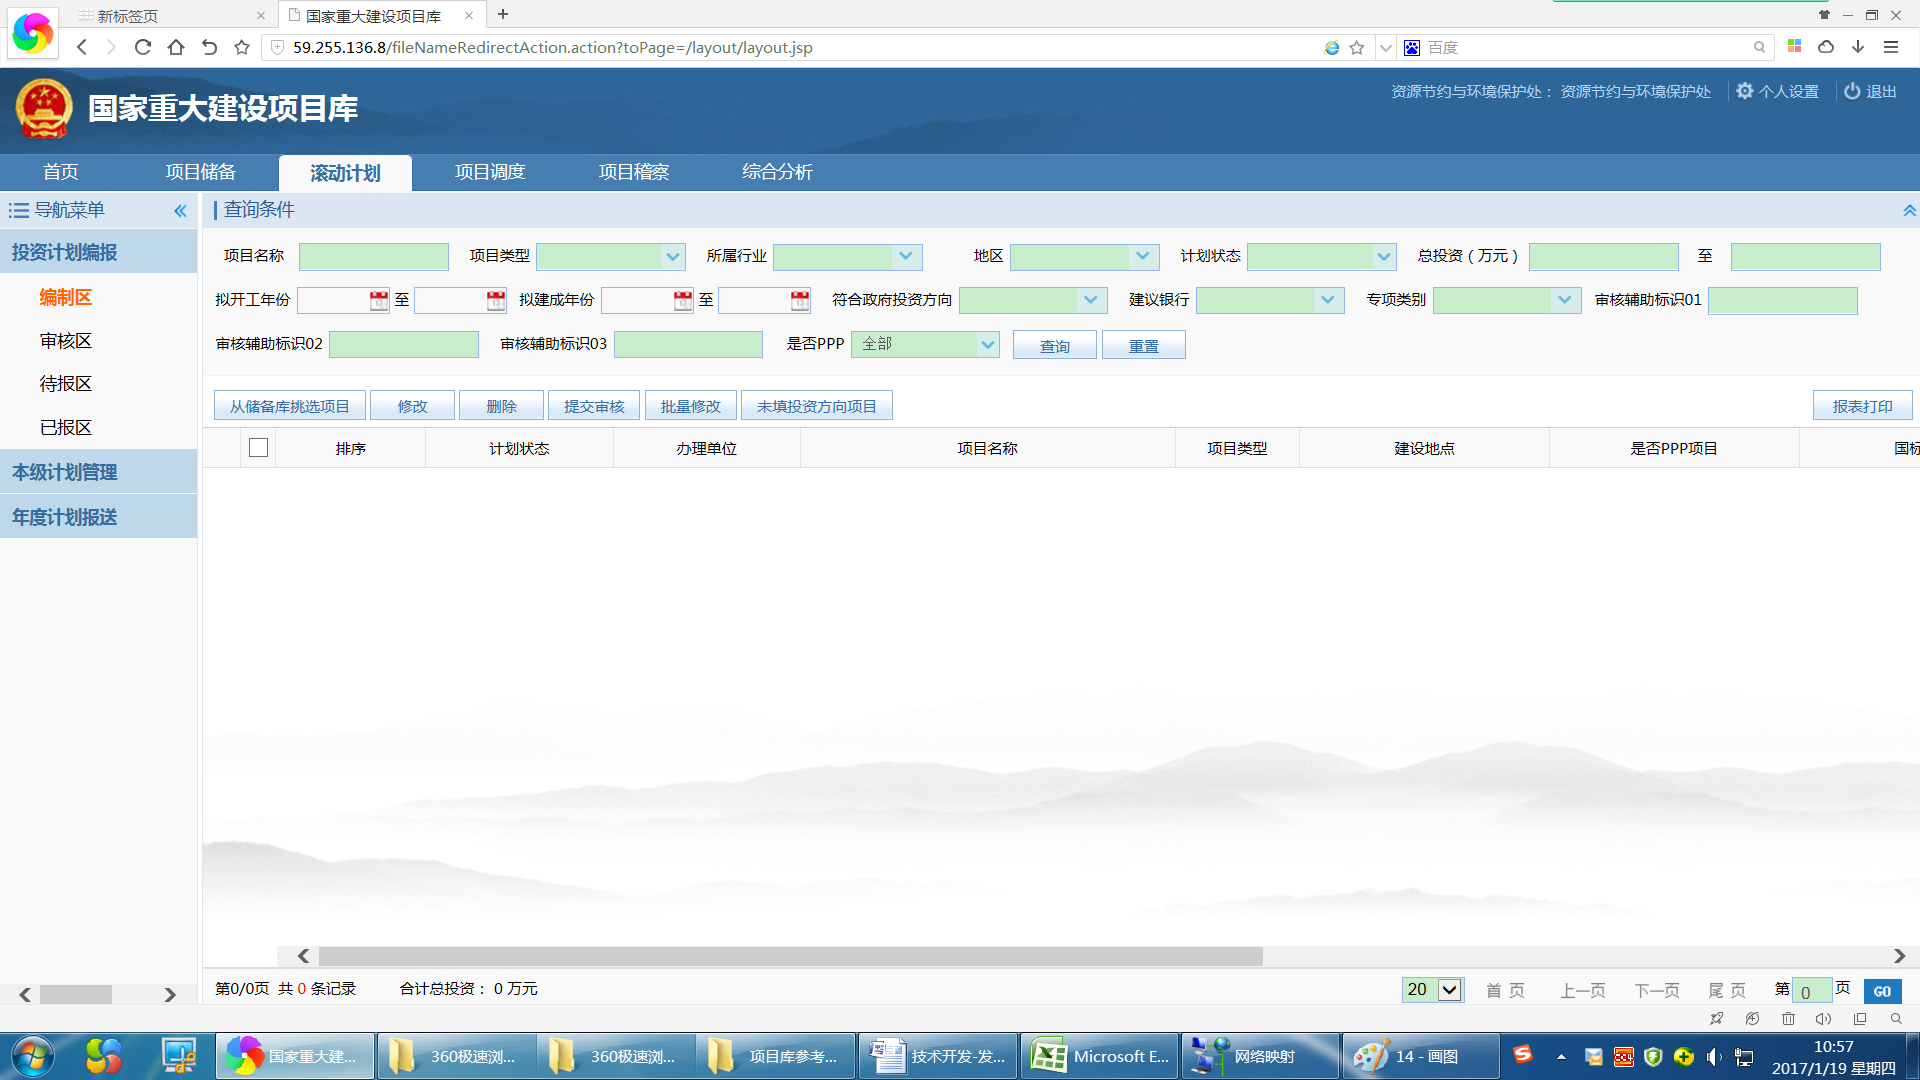 新标签页
国家重大建设项目库
59.255.136.8/fileNameRedirectAction.action?toPage=/layout/layout.jsp
百度
国家重大建设项目库
资源节约与环境保护处： 资源节约与环境保护处 个人设置 退出
首页 项目储备 滚动计划 项目调度 项目稽察 综合分析
导航菜单
投资计划编报
编制区
审核区
待报区
已报区
本级计划管理
年度计划报送
查询条件
项目名称 项目类型 所属行业 地区 计划状态 总投资（万元） 至
拟开工年份 至 拟建成年份 至 符合政府投资方向 建议银行 专项类别 审核辅助标识01
审核辅助标识02 审核辅助标识03 是否PPP 全部 查询 重置
从储备库挑选项目 修改 删除 提交审核 批量修改 未填投资方向项目 报表打印
排序 计划状态 办理单位 项目名称 项目类型 建设地点 是否PPP项目 国标
第0/0页 共 0 条记录 合计总投资： 0 万元 20 首 页 上一页 下一页 尾 页 第 0 页 GO
国家重大建... 360极速浏... 360极速浏... 项目库参考... 技术开发-发... Microsoft E... 网络映射 14 - 画图
10:57
2017/1/19 星期四